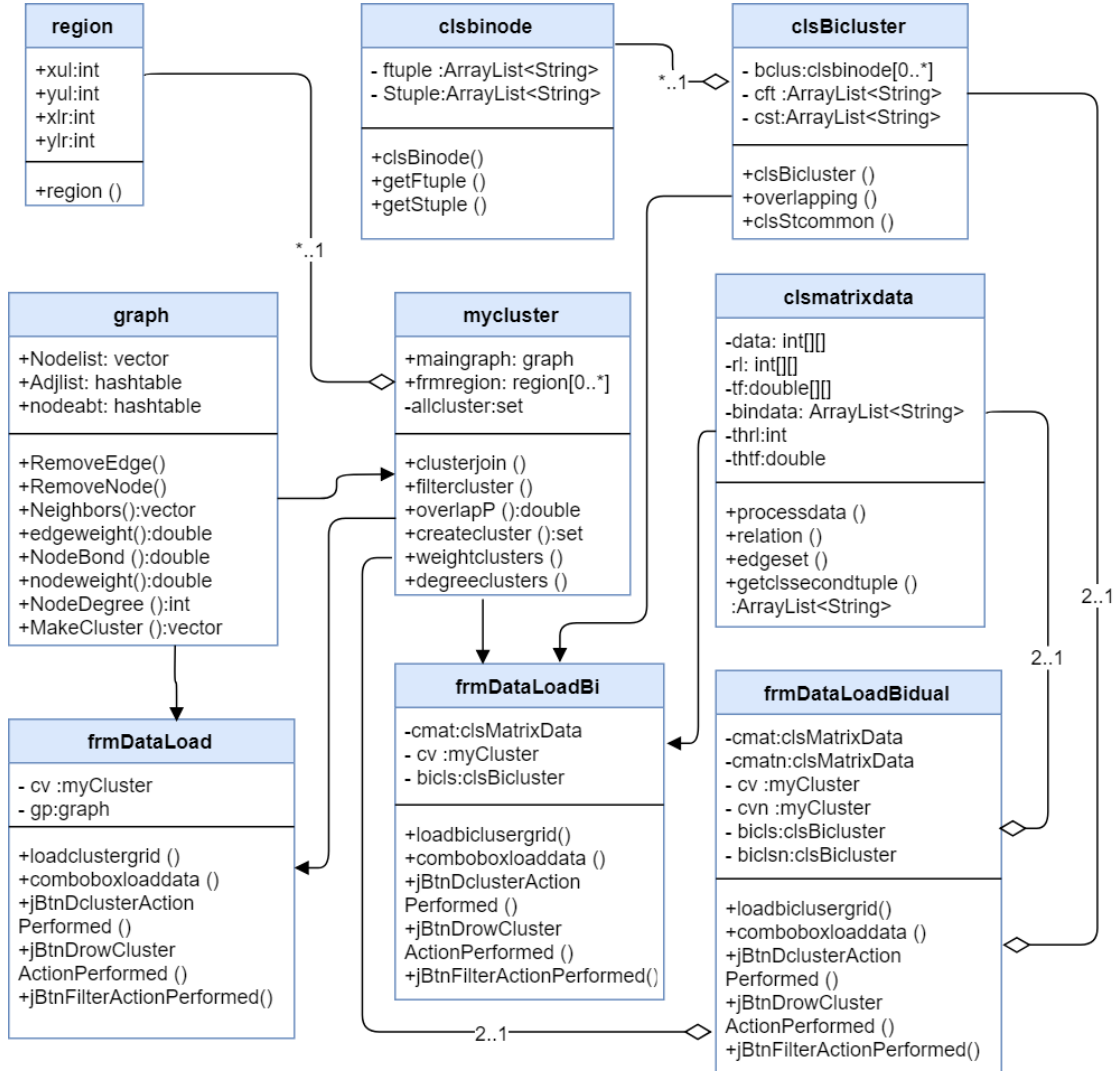 region
+xul:int
+yul:int
+xlr:int
+ylr:int
+region ()
clsbinode
- ftuple :ArrayList<String>
- Stuple:ArrayList<String>
+clsBinode()
+getFtuple ()
+getStuple ()
*..1
clsBicluster
- bclus:clsbinode[0..*]
- cft :ArrayList<String>
- cst:ArrayList<String>
+clsBicluster ()
+overlapping ()
+clsStcommon ()
*..1
graph
+Nodelist: vector
+Adjlist: hashtable
+nodeabt: hashtable
+RemoveEdge()
+RemoveNode()
+Neighbors():vector
+edgeweight():double
+NodeBond ():double
+nodeweight():double
+NodeDegree ():int
+MakeCluster ():vector
mycluster
+maingraph: graph
+frmregion: region[0..*]
-allcluster:set
+clusterjoin ()
+filtercluster ()
+overlapP ():double
+createcluster ():set
+weightclusters ()
+degreeclusters ()
clsmatrixdata
-data: int[][]
-rl: int[][]
-tf:double[][]
-bindata: ArrayList<String>
-thrl:int
-thtf:double
+processdata ()
+relation ()
+edgeset ()
+getclssecondtuple ()
:ArrayList<String>
2..1
2..1
frmDataLoad
- cv :myCluster
- gp:graph
+loadclustergrid ()
+comboboxloaddata ()
+jBtnDclusterAction
Performed ()
+jBtnDrowCluster
ActionPerformed ()
+jBtnFilterActionPerformed()
frmDataLoadBi
-cmat:clsMatrixData
- cv :myCluster
- bicls:clsBicluster
+loadbiclusergrid()
+comboboxloaddata ()
+jBtnDclusterAction
Performed ()
+jBtnDrowCluster
ActionPerformed ()
+jBtnFilterActionPerformed()
frmDataLoadBidual
-cmat:clsMatrixData
-cmatn:clsMatrixData
- cv :myCluster
- cvn :myCluster
- bicls:clsBicluster
- biclsn:clsBicluster
+loadbiclusergrid()
+comboboxloaddata ()
+jBtnDclusterAction
Performed ()
+jBtnDrowCluster
ActionPerformed ()
+jBtnFilterActionPerformed()
2..1